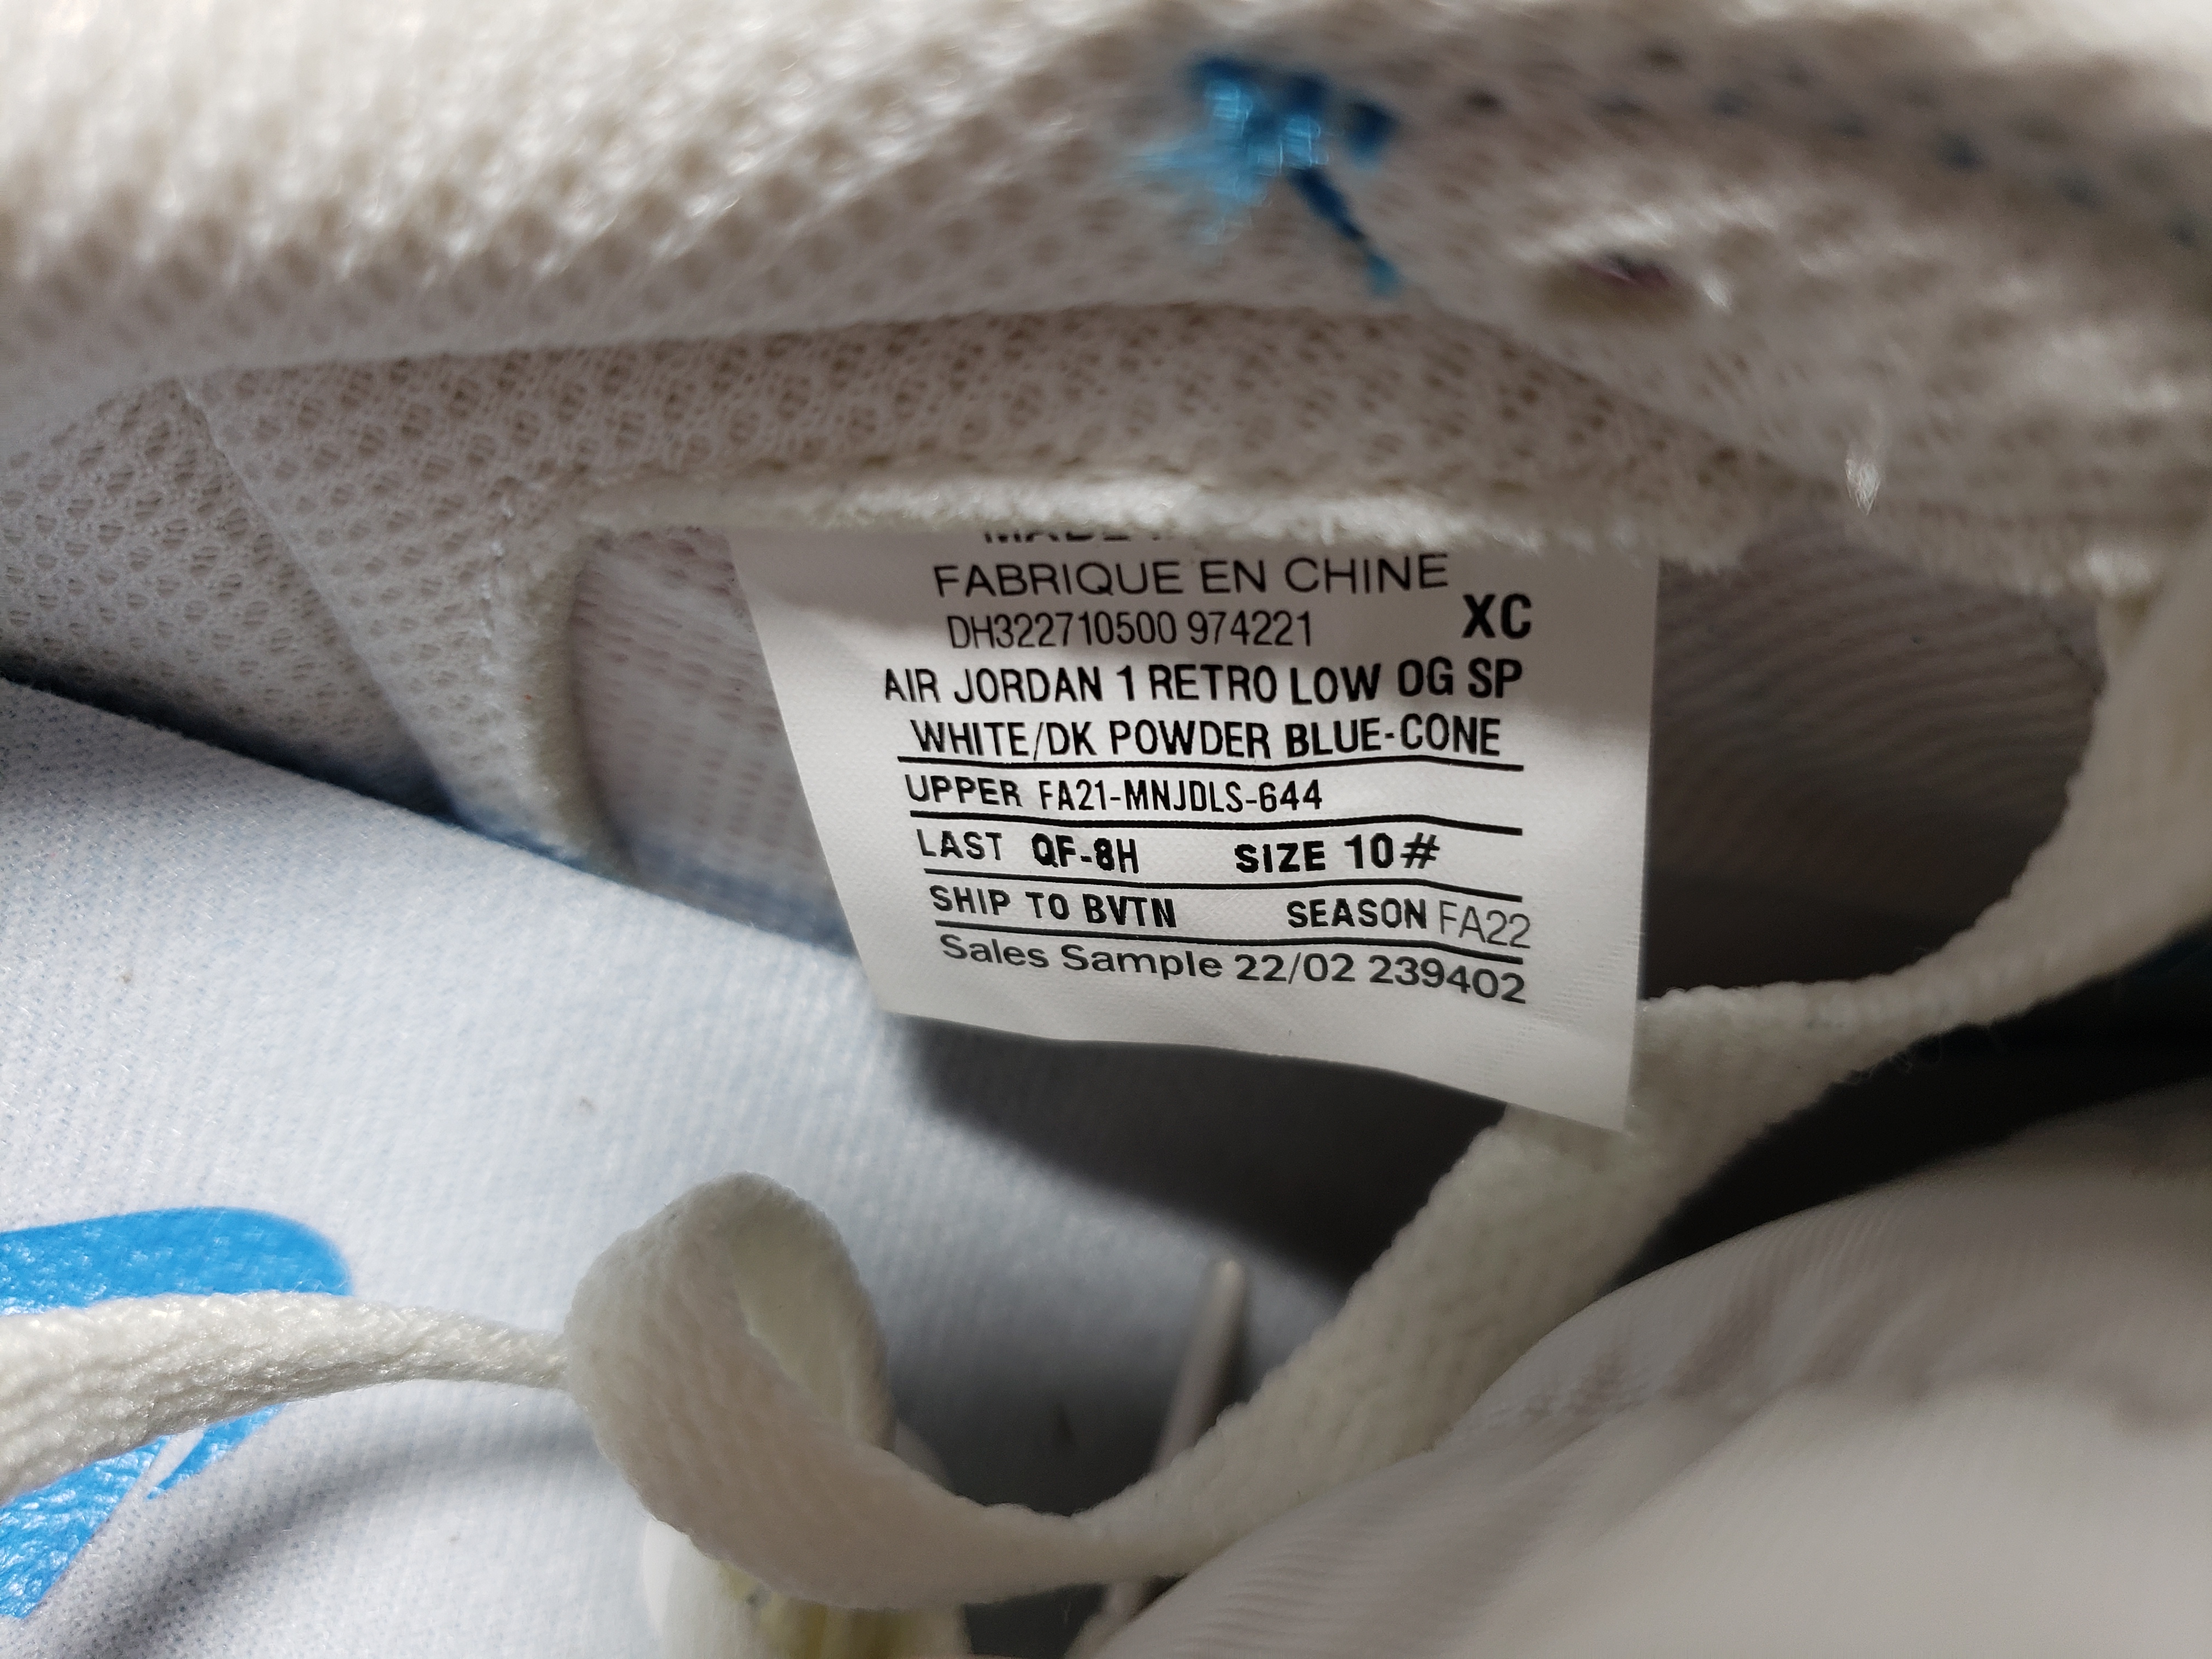 FABRIQUE EN CHINE
DH322710500 974221 XC
AIR JORDAN 1 RETRO LOW OG SP
WHITE/DK POWDER BLUE-CONE
UPPER FA21-MNJDLS-644
LAST QF-8H SIZE 10#
SHIP TO BVTN SEASON FA22
Sales Sample 22/02 239402